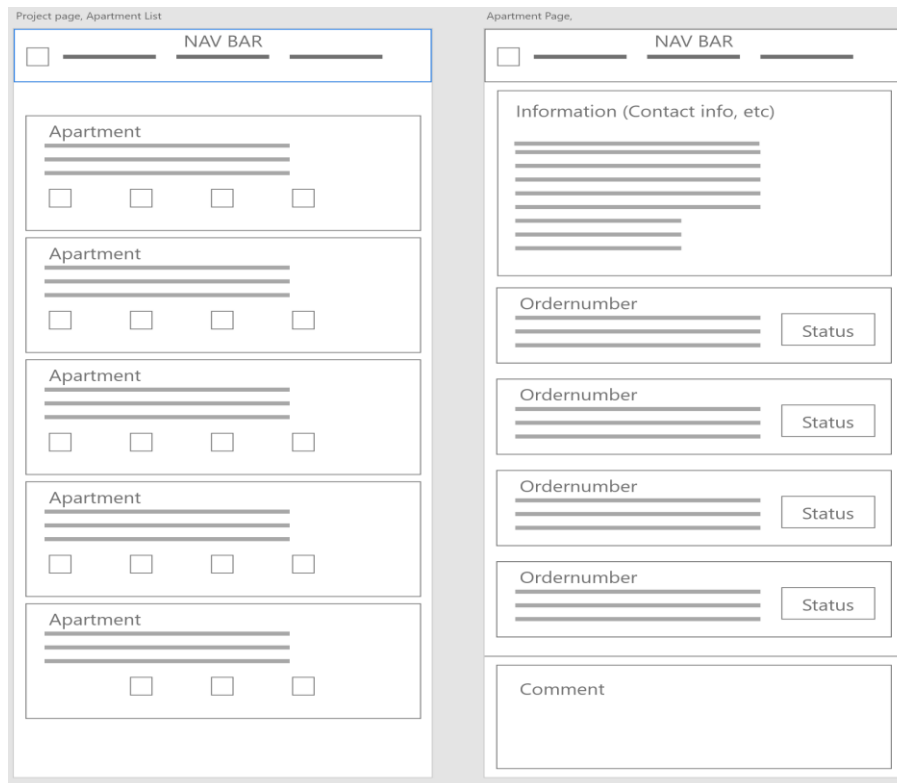 Project page, Apartment List
NAV BAR
Apartment
Apartment
Apartment
Apartment
Apartment
Apartment Page,
NAV BAR
Information (Contact info, etc)
Ordernumber
Status
Ordernumber
Status
Ordernumber
Status
Ordernumber
Status
Comment